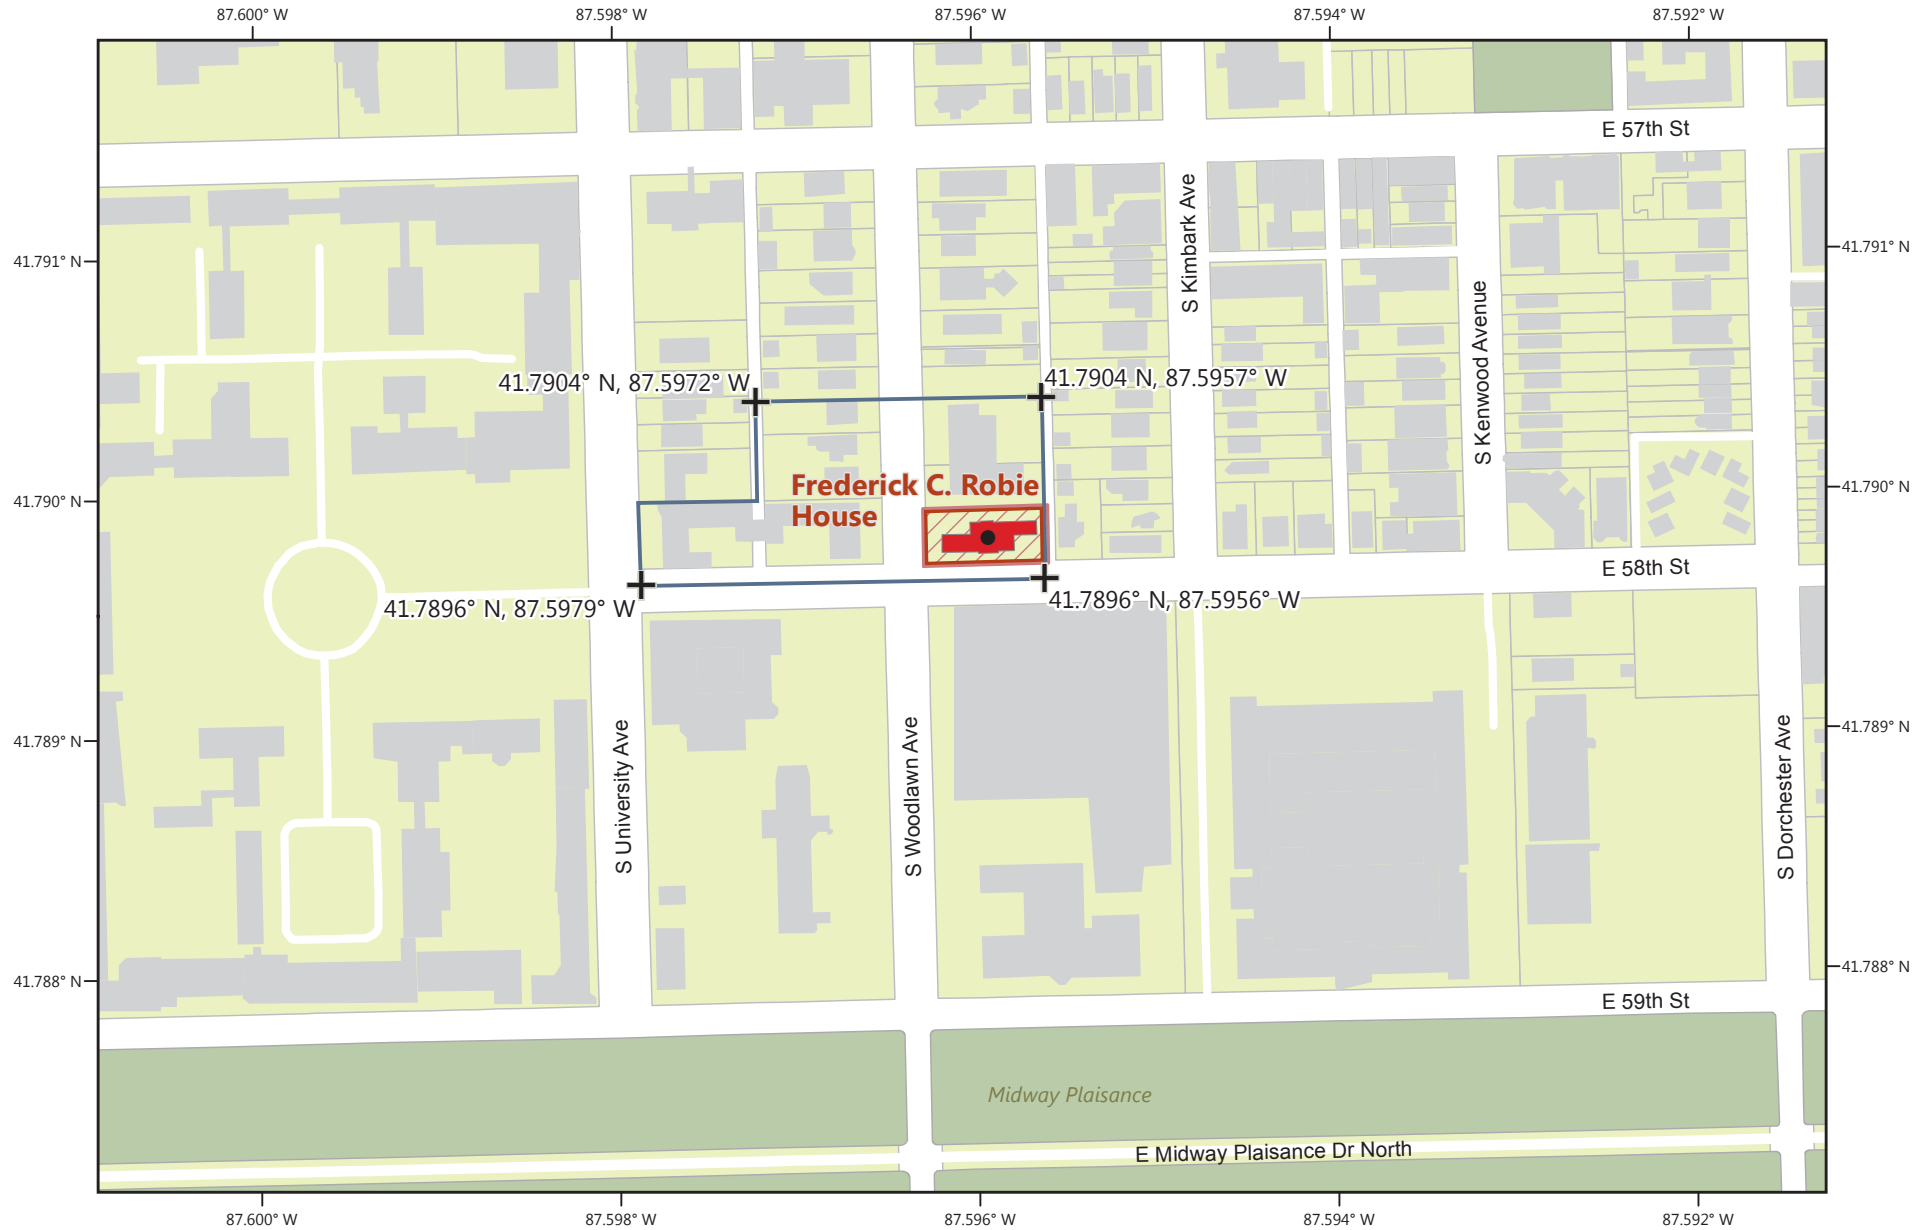 87.600° W
87.598° W
87.596° W
87.594° W
87.592° W
E 57th St
S Kimbark Ave
41.791° N
41.791° N
S Kenwood Avenue
41.7904° N, 87.5972° W
41.7904 N, 87.5957° W
Frederick C. Robie
House
41.790° N
41.790° N
E 58th St
41.7896° N, 87.5979° W
41.7896° N, 87.5956° W
S University Ave
S Woodlawn Ave
S Dorchester Ave
41.789° N
41.789° N
41.788° N
41.788° N
E 59th St
Midway Plaisance
E Midway Plaisance Dr North
87.600° W
87.598° W
87.596° W
87.594° W
87.592° W